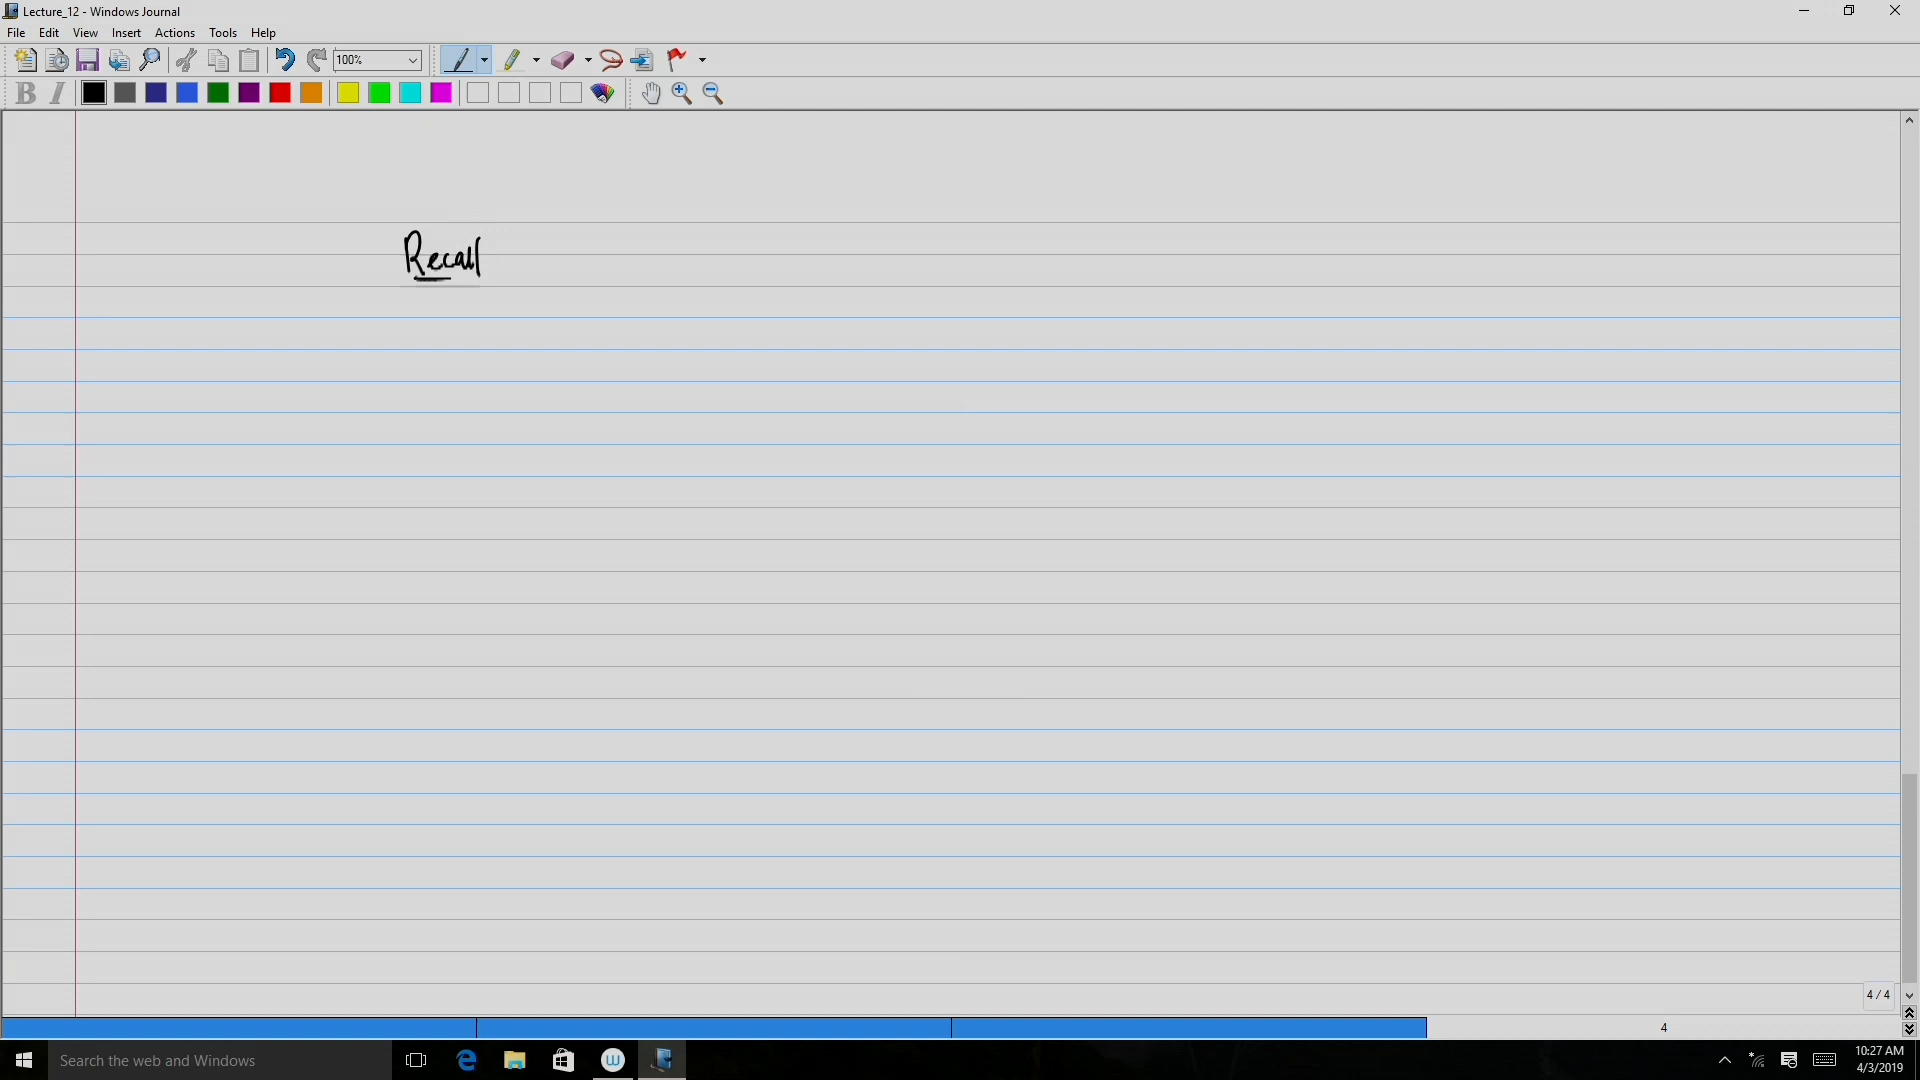 Lecture_12 - Windows Journal
File Edit View Insert Actions Tools Help
100%
B I
Recall
4 / 4
4
Search the web and Windows
10:27 AM
4/3/2019